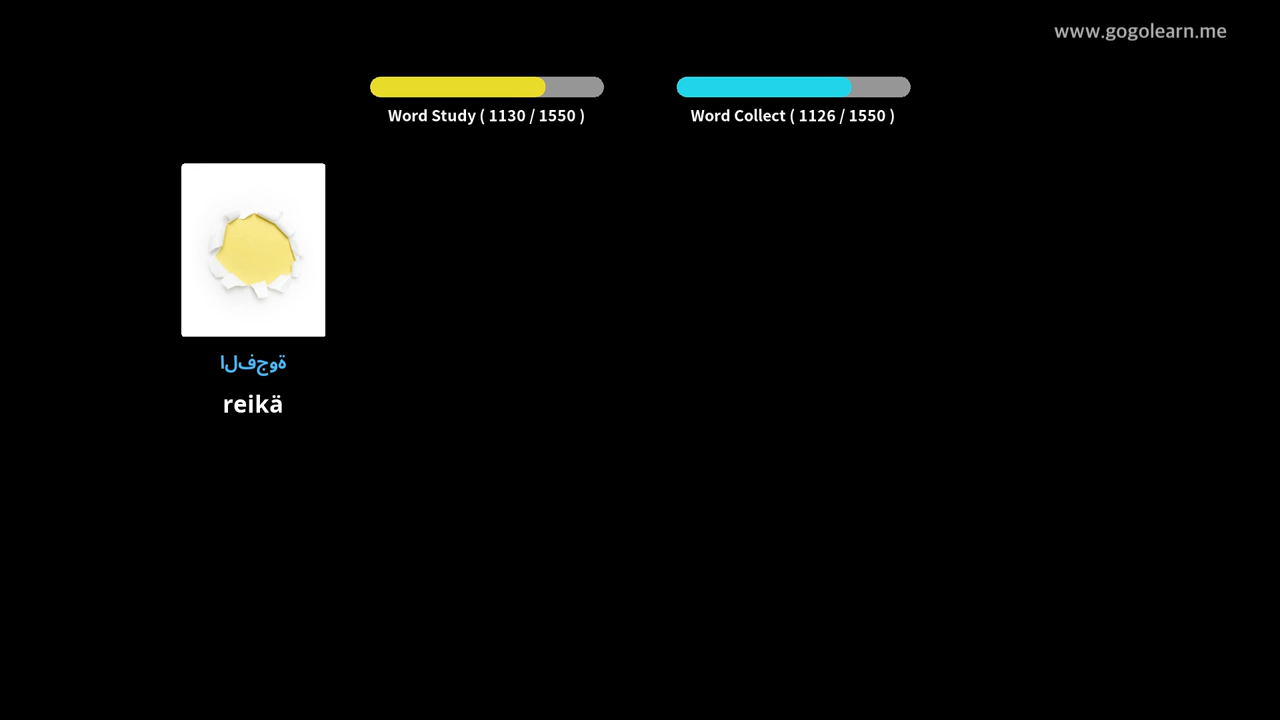 www.gogolearn.me
Word Study ( 1130 / 1550 )
Word Collect ( 1126 / 1550 )
الفجوة
reikä